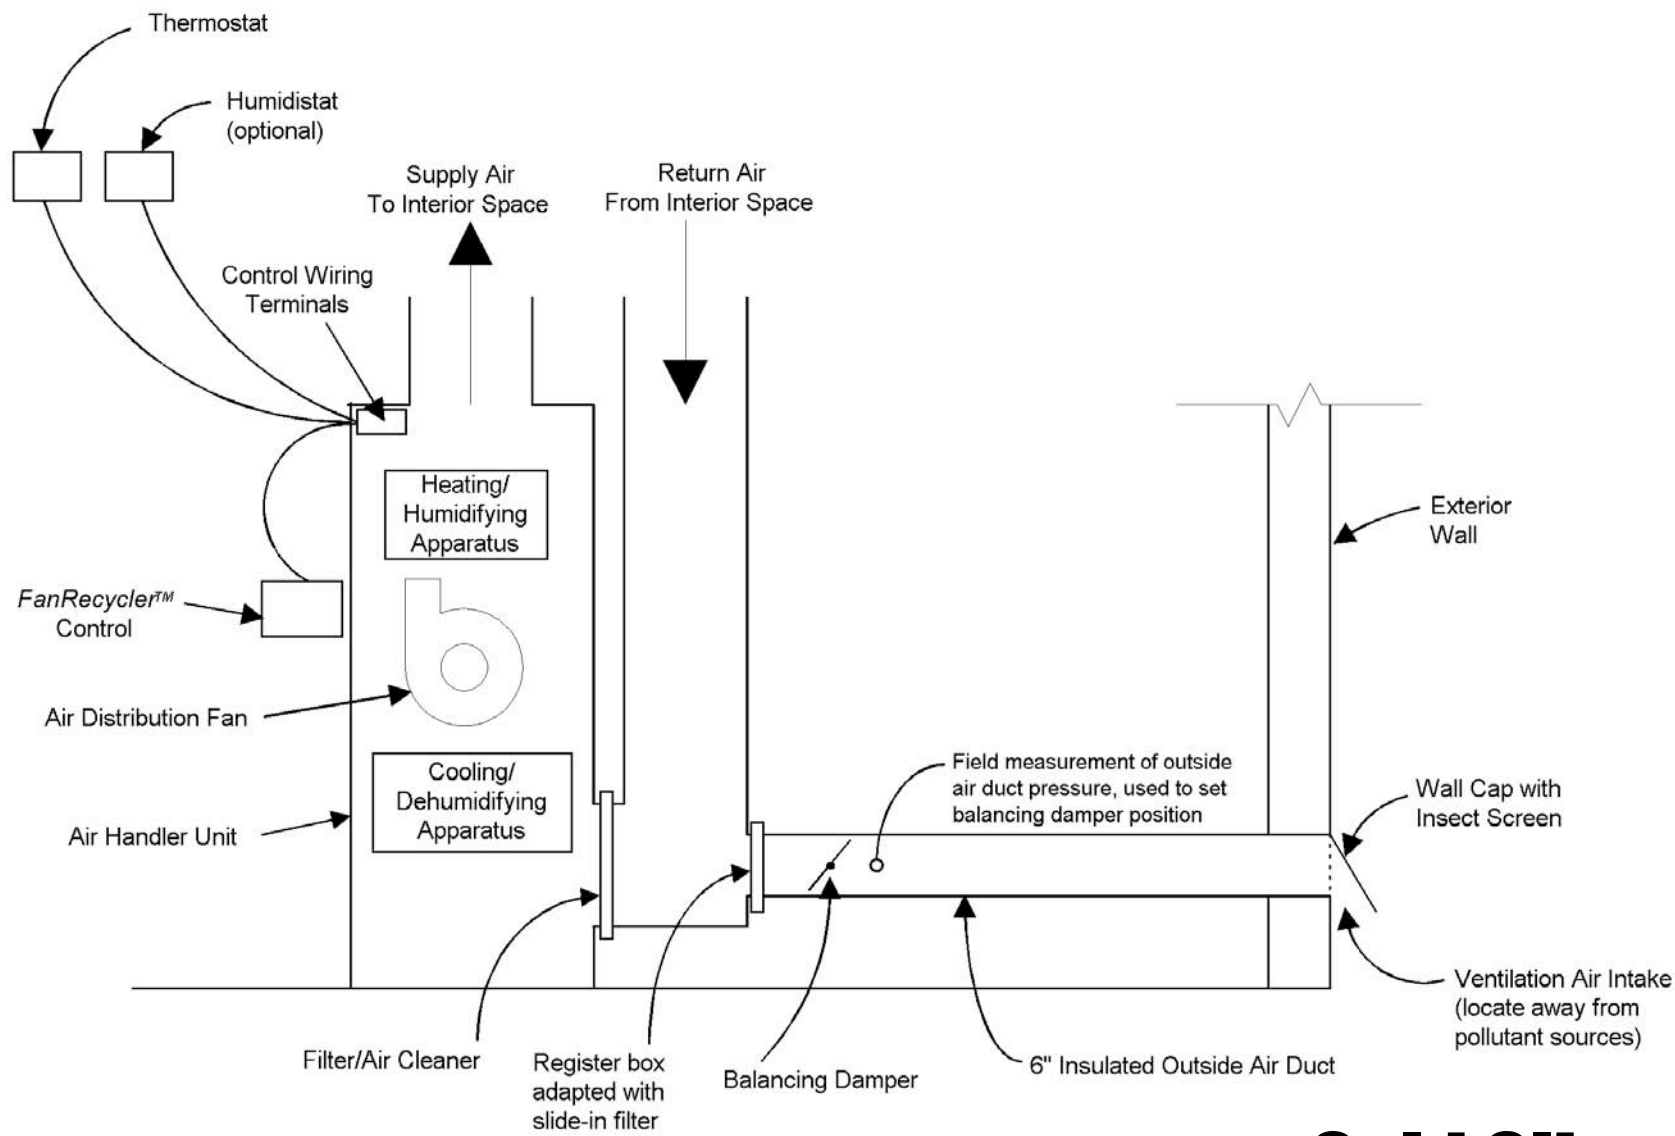 Thermostat
Humidistat
(optional)
Supply Air
To Interior Space
Return Air
From Interior Space
Control Wiring
Terminals
Heating/
Humidifying
Apparatus
Exterior
Wall
FanRecycler™
Control
Air Distribution Fan
Cooling/
Dehumidifying
Apparatus
Air Handler Unit
Field measurement of outside
air duct pressure, used to set
balancing damper position
Wall Cap with
Insect Screen
Ventilation Air Intake
(locate away from
pollutant sources)
Filter/Air Cleaner
Register box
adapted with
slide-in filter
Balancing Damper
6" Insulated Outside Air Duct